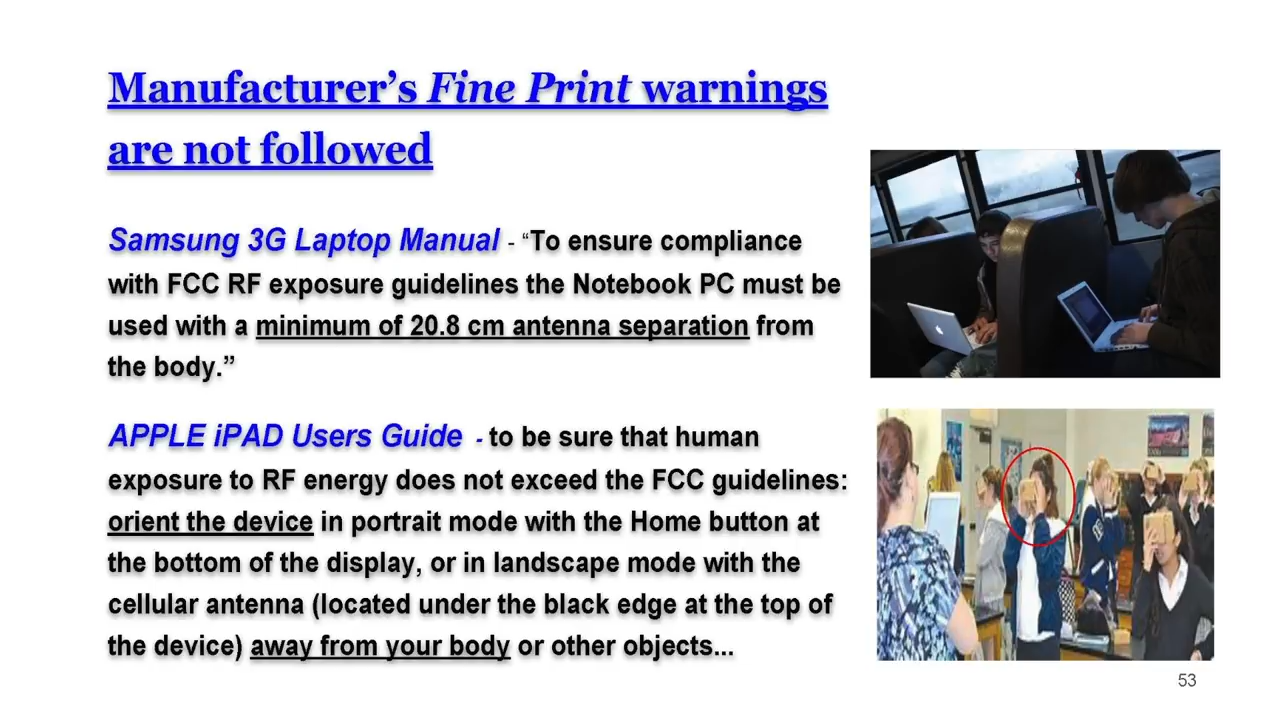 Manufacturer’s Fine Print warnings
are not followed
Samsung 3G Laptop Manual - “To ensure compliance
with FCC RF exposure guidelines the Notebook PC must be
used with a minimum of 20.8 cm antenna separation from
the body.”
APPLE iPAD Users Guide - to be sure that human
exposure to RF energy does not exceed the FCC guidelines:
orient the device in portrait mode with the Home button at
the bottom of the display, or in landscape mode with the
cellular antenna (located under the black edge at the top of
the device) away from your body or other objects...
53